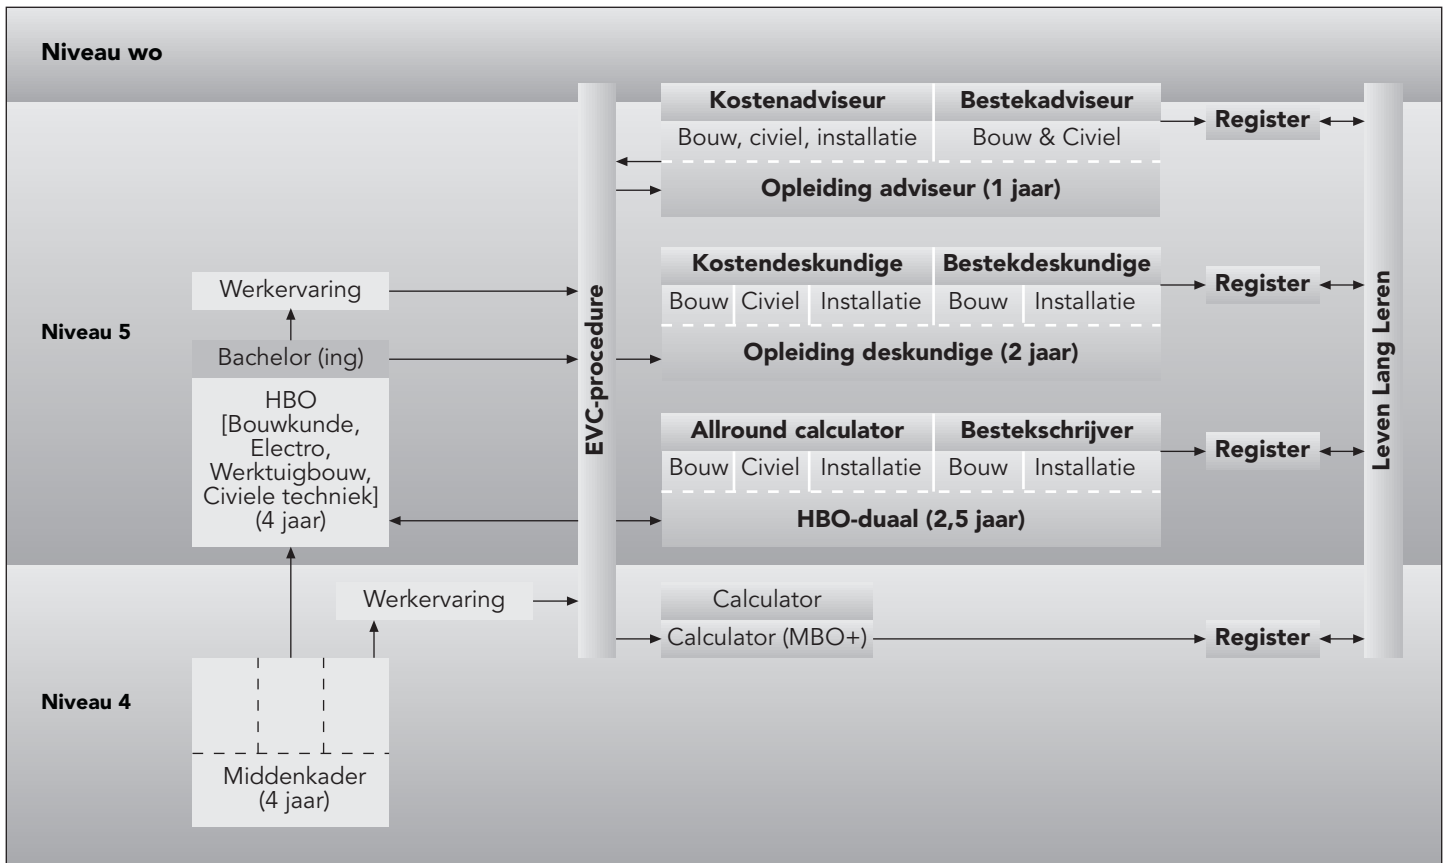 Niveau wo
Kostenadviseur
Bestekadviseur
Bouw, civiel, installatie
Bouw & Civiel
Opleiding adviseur (1 jaar)
Register
Kostendeskundige
Bestekdeskundige
Bouw
Civiel
Installatie
Bouw
Installatie
Opleiding deskundige (2 jaar)
Register
Werkervaring
Niveau 5
Bachelor (ing)
HBO
[Bouwkunde,
Electro,
Werktuigbouw,
Civiele techniek]
(4 jaar)
EVC-procedure
Leven Lang Leren
Allround calculator
Bestekschrijver
Bouw
Civiel
Installatie
Bouw
Installatie
HBO-duaal (2,5 jaar)
Register
Werkervaring
Calculator
Calculator (MBO+)
Register
Niveau 4
Middenkader
(4 jaar)